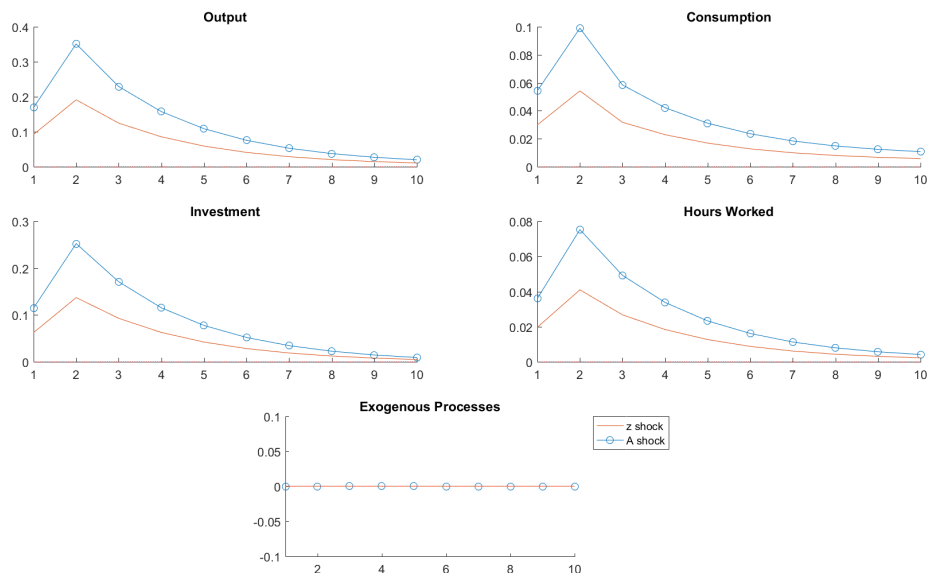 Output
0.4
0.3
0.2
0.1
0
1 2 3 4 5 6 7 8 9 10
Consumption
0.1
0.08
0.06
0.04
0.02
0
1 2 3 4 5 6 7 8 9 10
Investment
0.3
0.2
0.1
0
1 2 3 4 5 6 7 8 9 10
Hours Worked
0.08
0.06
0.04
0.02
0
1 2 3 4 5 6 7 8 9 10
Exogenous Processes
0.1
0.05
0
-0.05
-0.1
2 4 6 8 10
z shock
A shock